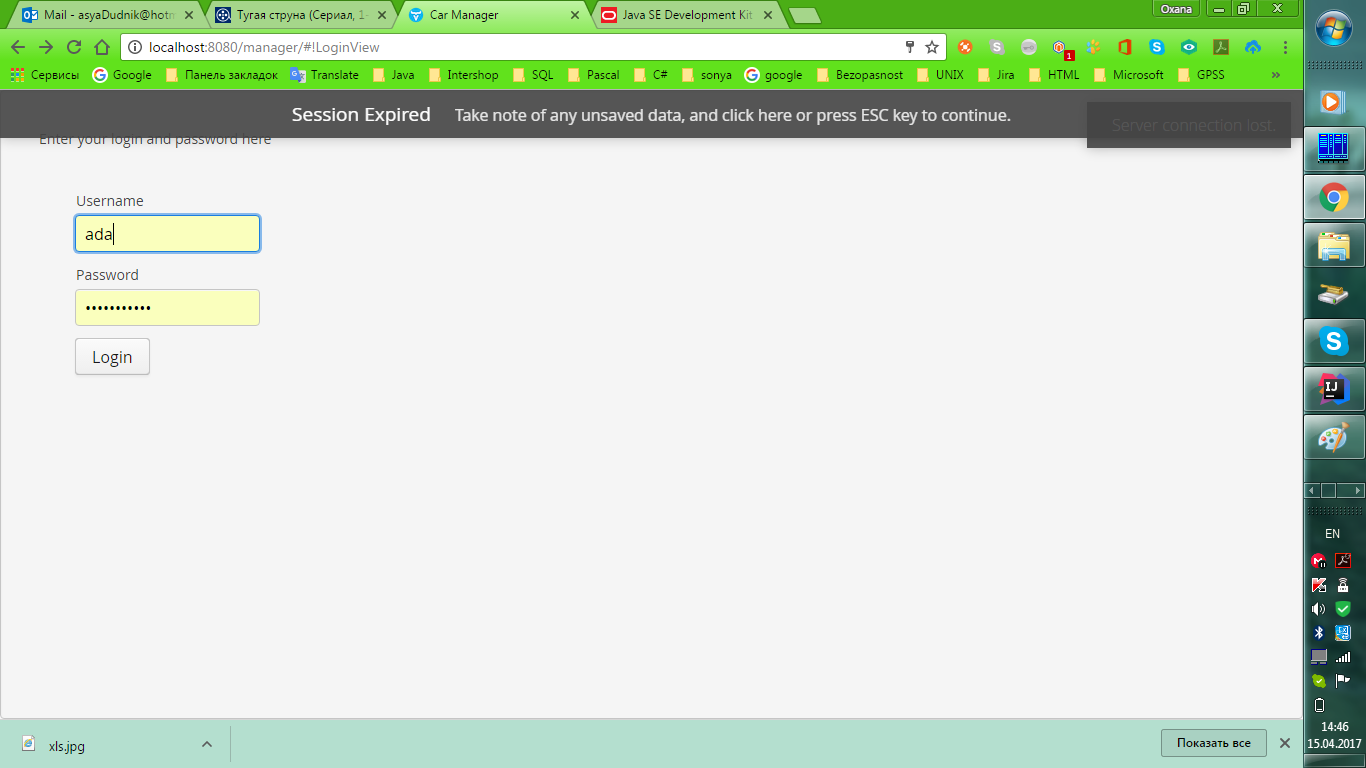 Mail - asyaDudnik@hotm
Тугая струна (Сериал, 1-
Car Manager
Java SE Development Kit
Oxana
localhost:8080/manager/#!LoginView
1
Сервисы
Google
Панель закладок
Translate
Java
Intershop
SQL
Pascal
C#
sonya
google
Bezopasnost
UNIX
Jira
HTML
Microsoft
GPSS
»
Session Expired
Take note of any unsaved data, and click here or press ESC key to continue.
Server connection lost.
Enter your login and password here
Username
ada
Password
•••••••••••
Login
EN
14:46
15.04.2017
xls.jpg
Показать все